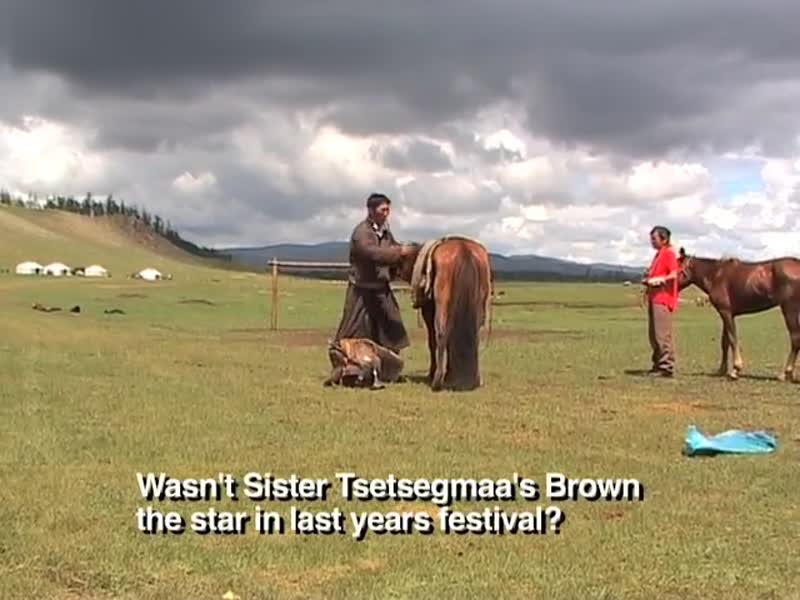 Wasn't Sister Tsetsegmaa's Brown
the star in last years festival?